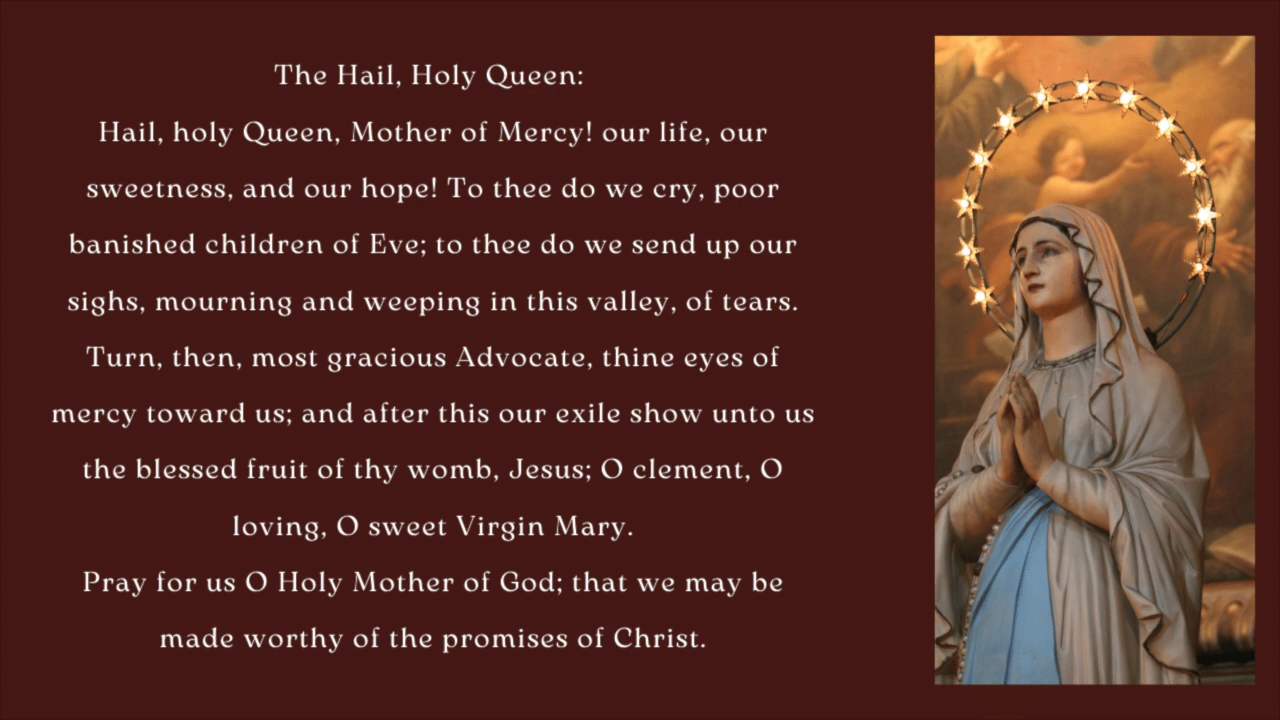 The Hail, Holy Queen:
Hail, holy Queen, Mother of Mercy! our life, our
sweetness, and our hope! To thee do we cry, poor
banished children of Eve; to thee do we send up our
sighs, mourning and weeping in this valley, of tears.
Turn, then, most gracious Advocate, thine eyes of
mercy toward us; and after this our exile show unto us
the blessed fruit of thy womb, Jesus; O clement, O
loving, O sweet Virgin Mary.
Pray for us O Holy Mother of God; that we may be
made worthy of the promises of Christ.